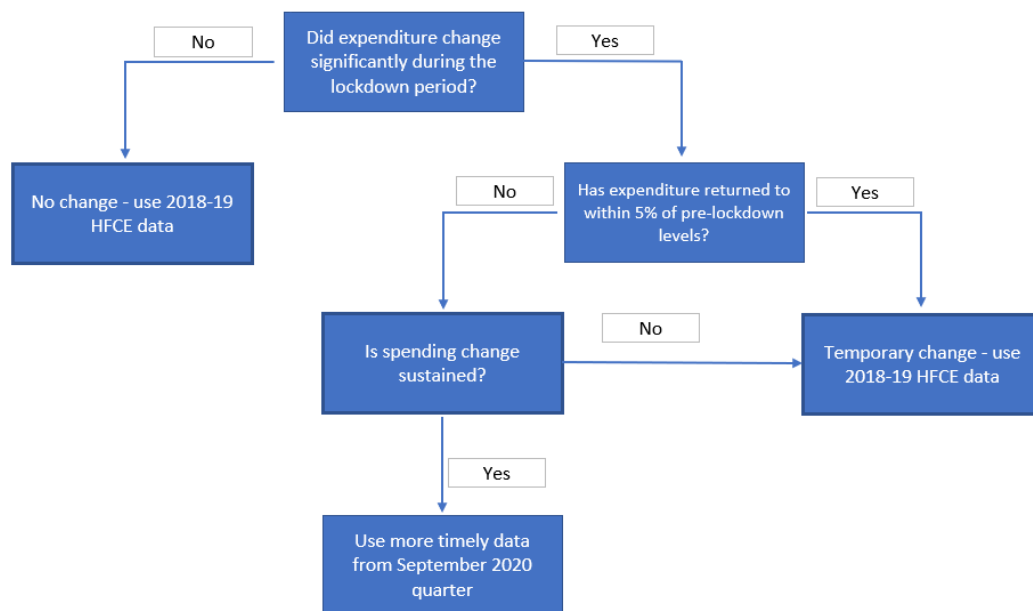 No
Did expenditure change
significantly during the
lockdown period?
Yes
No change - use 2018-19
HFCE data
No
Has expenditure returned to
within 5% of pre-lockdown
levels?
Yes
Is spending change
sustained?
No
Temporary change - use
2018-19 HFCE data
Yes
Use more timely data
from September 2020
quarter